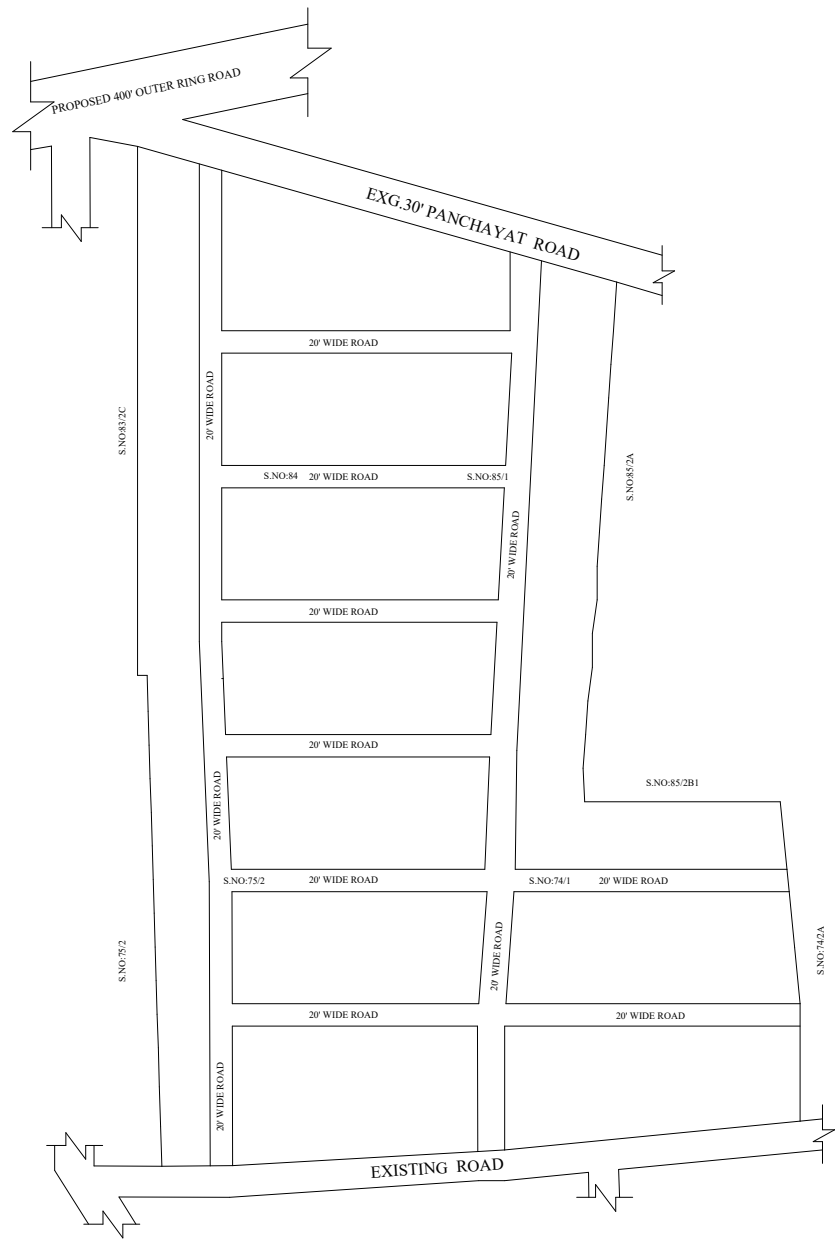 PROPOSED 400' OUTER RING ROAD
EXG.30' PANCHAYAT ROAD
20' WIDE ROAD
20' WIDE ROAD
S.NO:83/2C
S.NO:84
20' WIDE ROAD
S.NO:85/1
S.NO:85/2A
20' WIDE ROAD
20' WIDE ROAD
20' WIDE ROAD
S.NO:85/2B1
20' WIDE ROAD
S.NO:75/2
20' WIDE ROAD
S.NO:74/1
20' WIDE ROAD
S.NO:75/2
20' WIDE ROAD
S.NO:74/2A
20' WIDE ROAD
20' WIDE ROAD
20' WIDE ROAD
EXISTING ROAD